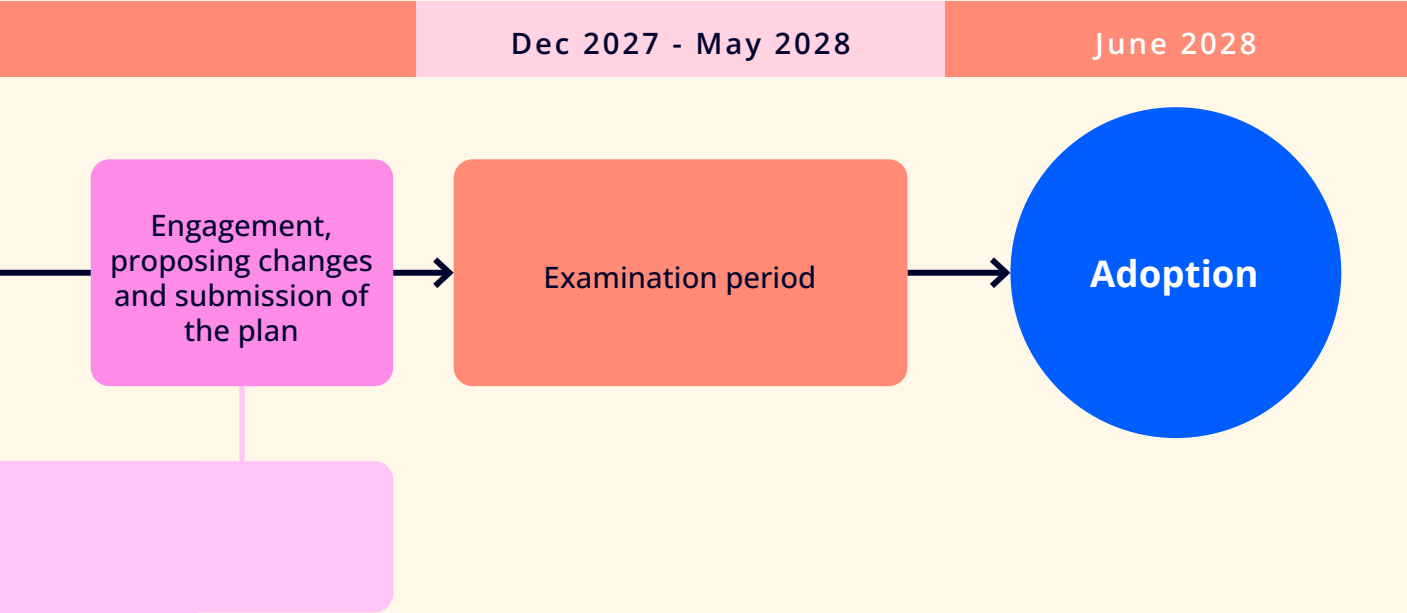 Dec 2027 - May 2028
June 2028
Engagement,
proposing changes
and submission of
the plan
Examination period
Adoption